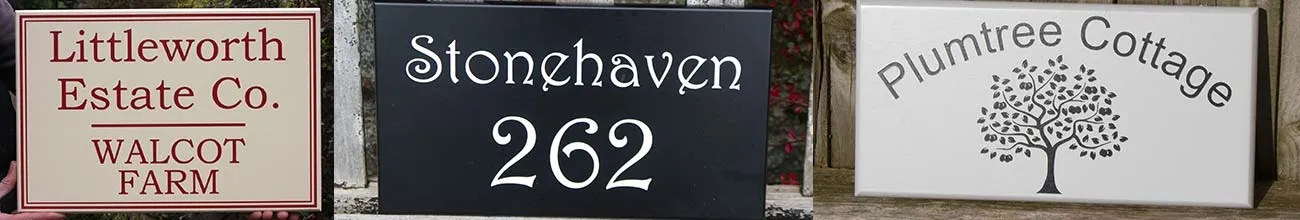 Littleworth
Estate Co.
WALCOT
FARM
Stonehaven
262
Plumtree Cottage